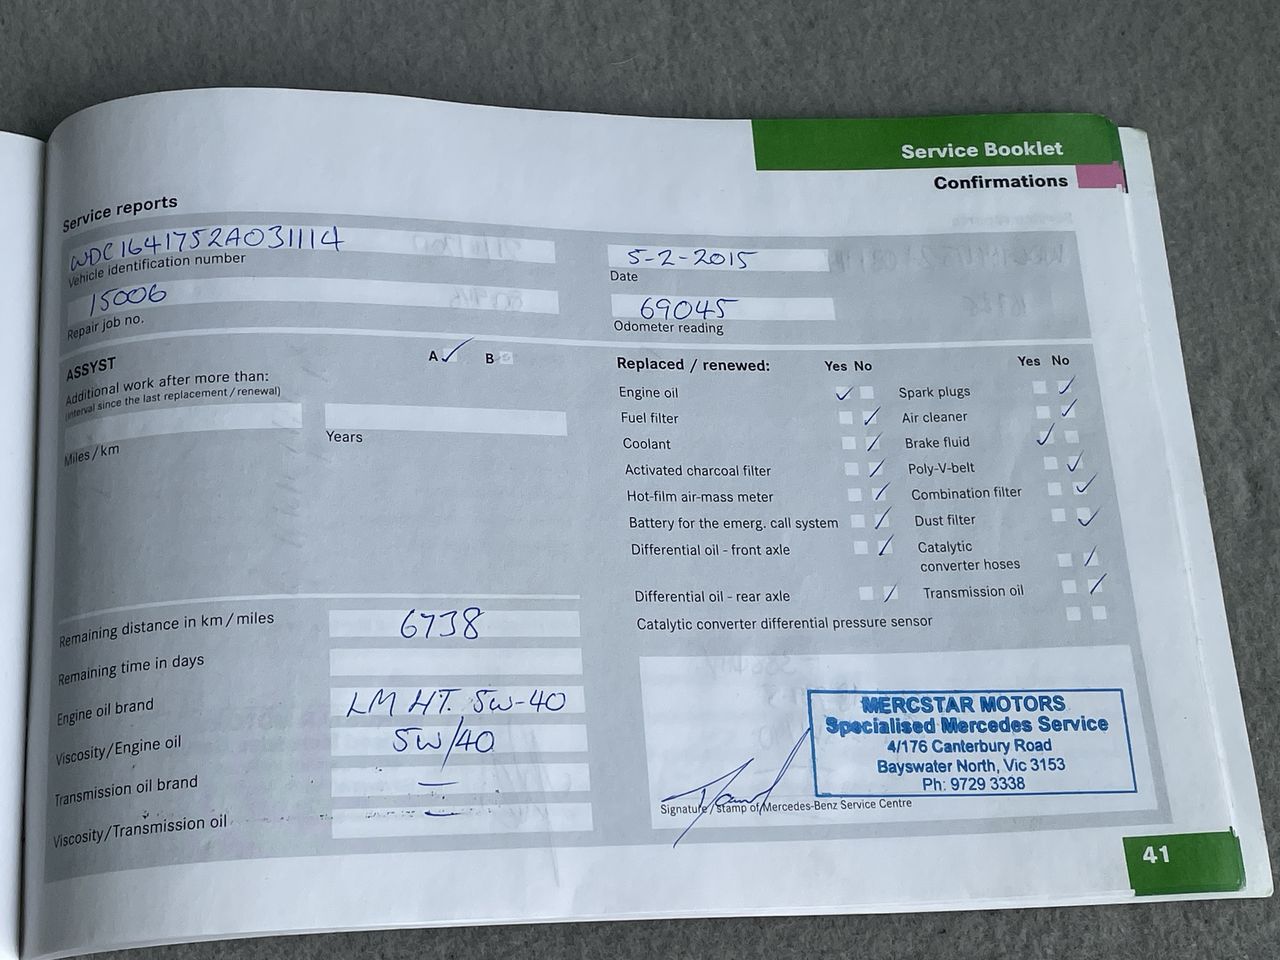 Service Booklet
Confirmations
Service reports
WDC1641752A031114
Vehicle identification number
5-2-2015
Date
15006
Repair job no.
69045
Odometer reading
ASSYST
A ✓ B
Additional work after more than:
(interval since the last replacement / renewal)
Miles / km
Years
Replaced / renewed: Yes No
Yes No
Engine oil ✓
Fuel filter ✓
Coolant ✓
Activated charcoal filter ✓
Hot-film air-mass meter ✓
Battery for the emerg. call system ✓
Differential oil - front axle ✓
Differential oil - rear axle ✓
Catalytic converter differential pressure sensor
Spark plugs ✓
Air cleaner ✓
Brake fluid ✓
Poly-V-belt ✓
Combination filter ✓
Dust filter ✓
Catalytic
converter hoses ✓
Transmission oil ✓
Remaining distance in km / miles 6738
Remaining time in days
Engine oil brand LM HT. 5W-40
Viscosity/Engine oil 5W/40
Transmission oil brand —
Viscosity/Transmission oil —
MERCSTAR MOTORS
Specialised Mercedes Service
4/176 Canterbury Road
Bayswater North, Vic 3153
Ph: 9729 3338
Signature / stamp of Mercedes-Benz Service Centre
41